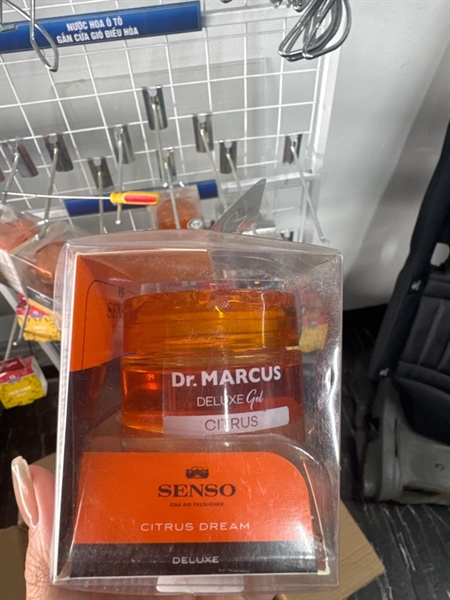 NƯỚC HOA Ô TÔ
GẮN CỬA GIÓ ĐIỀU HÒA
Dr. MARCUS
DELUXE Gel
CITRUS
SENSO
CAR AIR FRESHENER
CITRUS DREAM
DELUXE